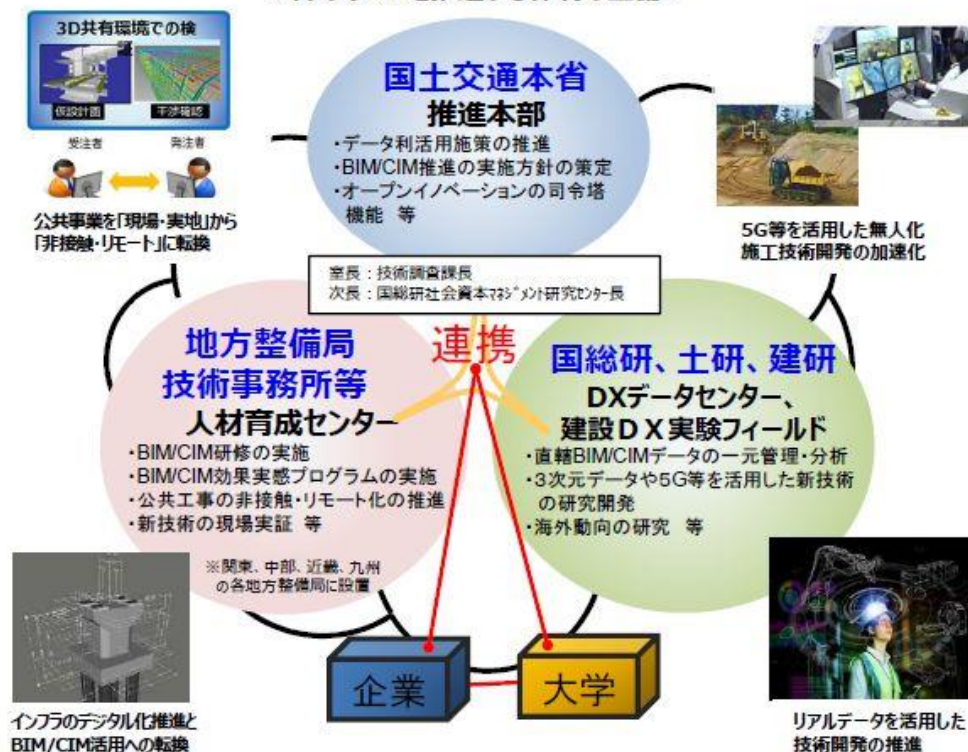 3D共有環境での検
仮設計画
干渉確認
受注者
発注者
公共事業を「現場・実地」から
「非接触・リモート」に転換
国土交通本省
推進本部
・データ利活用施策の推進
・BIM/CIM推進の実施方針の策定
・オープンイノベーションの司令塔
機能 等
5G等を活用した無人化
施工技術開発の加速化
室長：技術調査課長
次長：国総研社会資本マネジメント研究センター長
連携
地方整備局
技術事務所等
人材育成センター
・BIM/CIM研修の実施
・BIM/CIM効果実感プログラムの実施
・公共工事の非接触・リモート化の推進
・新技術の現場実証 等
※関東、中部、近畿、九州
の各地方整備局に設置
国総研、土研、建研
DXデータセンター、
建設ＤＸ実験フィールド
・直轄BIM/CIMデータの一元管理・分析
・3次元データや5G等を活用した新技術
の研究開発
・海外動向の研究 等
企業
大学
インフラのデジタル化推進と
BIM/CIM活用への転換
リアルデータを活用した
技術開発の推進